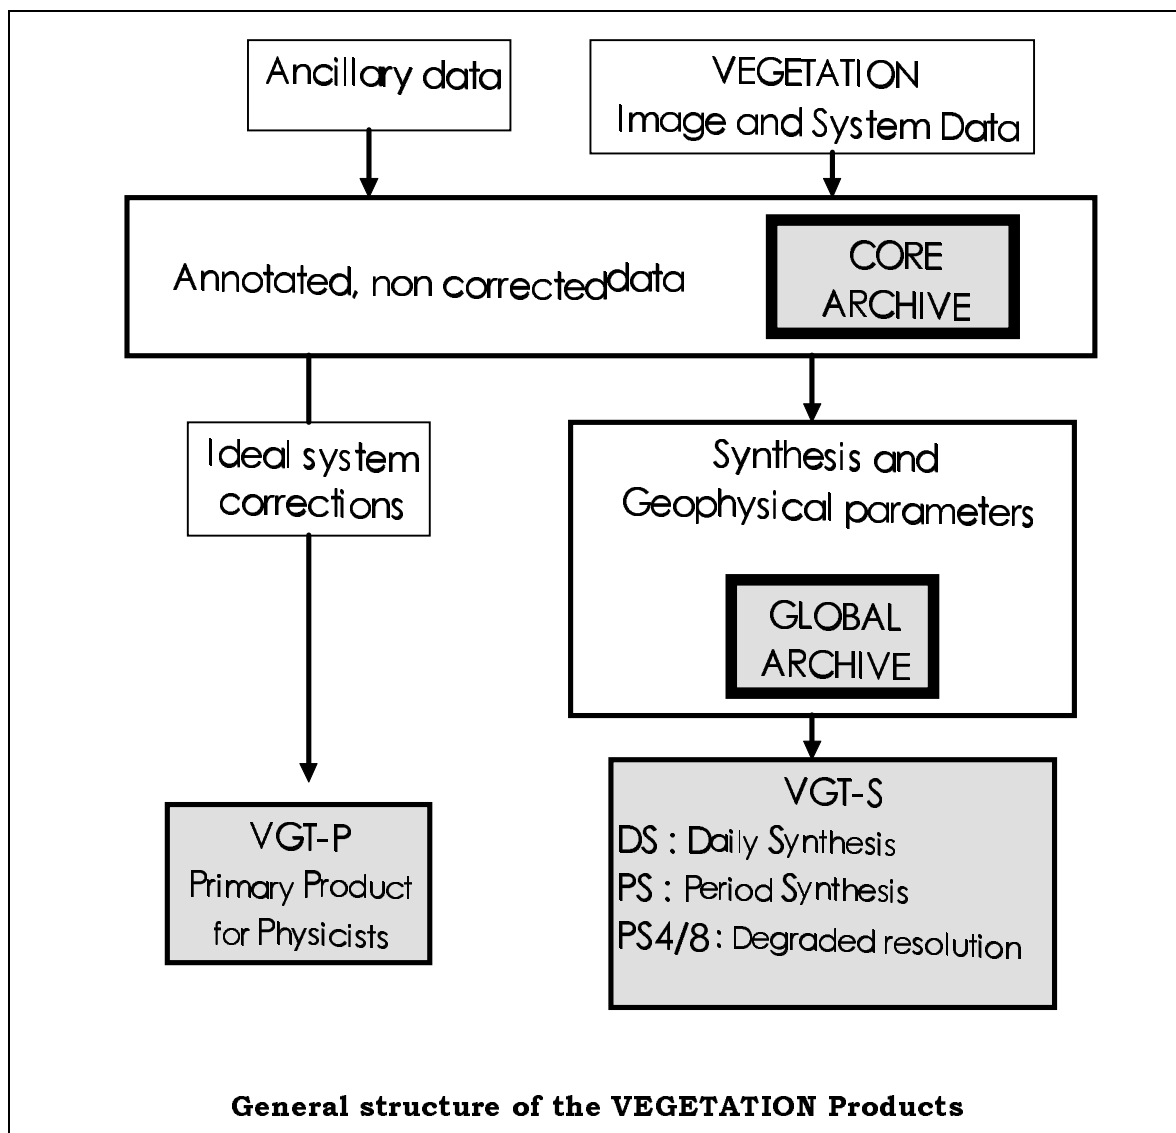 Ancillary data
VEGETATION
Image and System Data
Annotated, non corrected data
CORE
ARCHIVE
Ideal system
corrections
Synthesis and
Geophysical parameters
GLOBAL
ARCHIVE
VGT-P
Primary Product
for Physicists
VGT-S
DS : Daily Synthesis
PS : Period Synthesis
PS4/8 : Degraded resolution
General structure of the VEGETATION Products